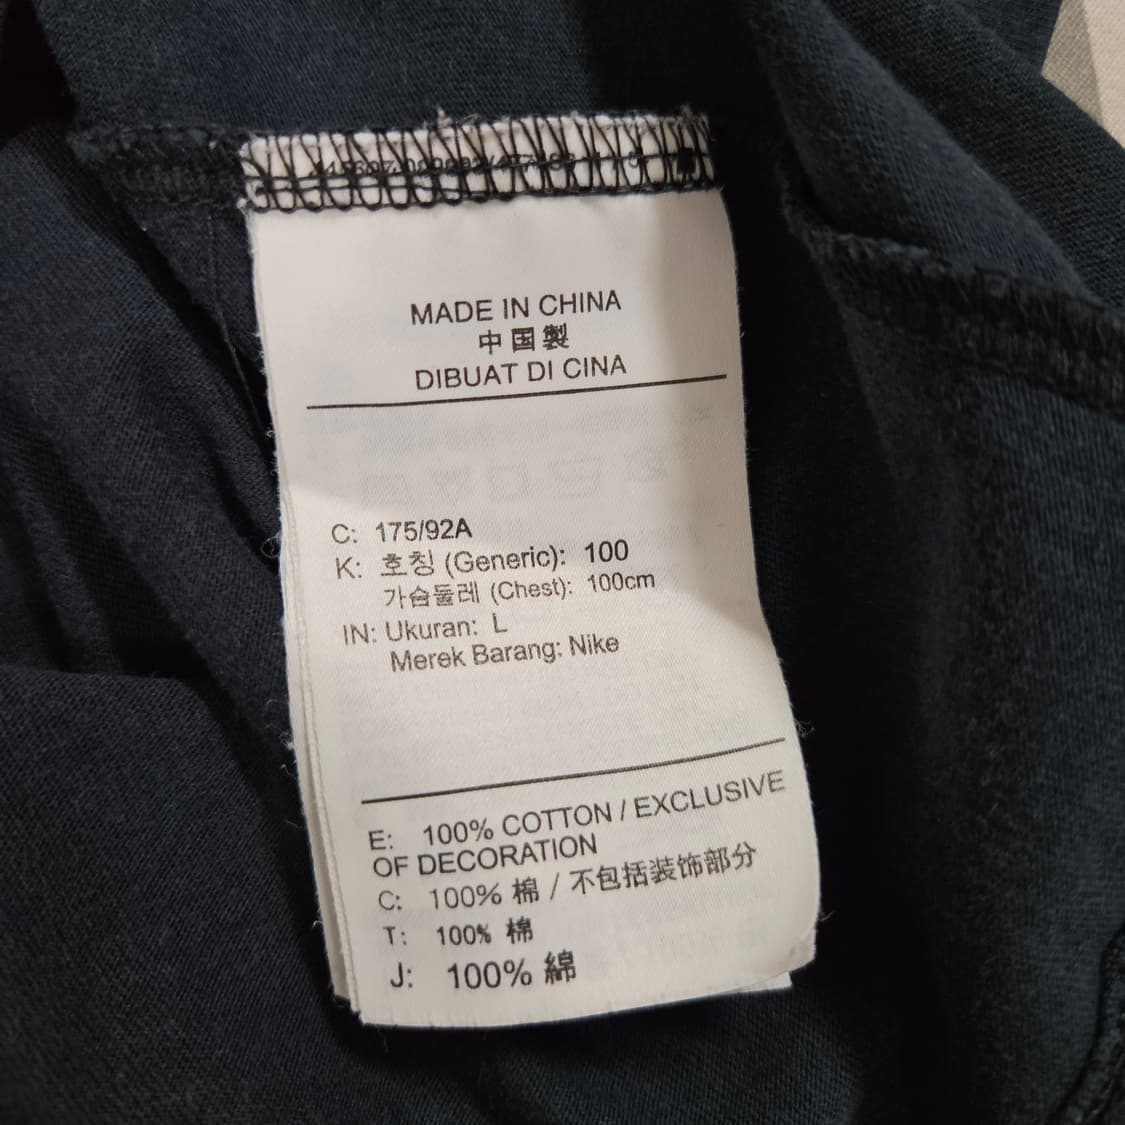 MADE IN CHINA
中国製
DIBUAT DI CINA
C: 175/92A
K: 호칭 (Generic): 100
가슴둘레 (Chest): 100cm
IN: Ukuran: L
Merek Barang: Nike
E: 100% COTTON / EXCLUSIVE
OF DECORATION
C: 100% 棉 / 不包括装饰部分
T: 100% 棉
J: 100% 綿